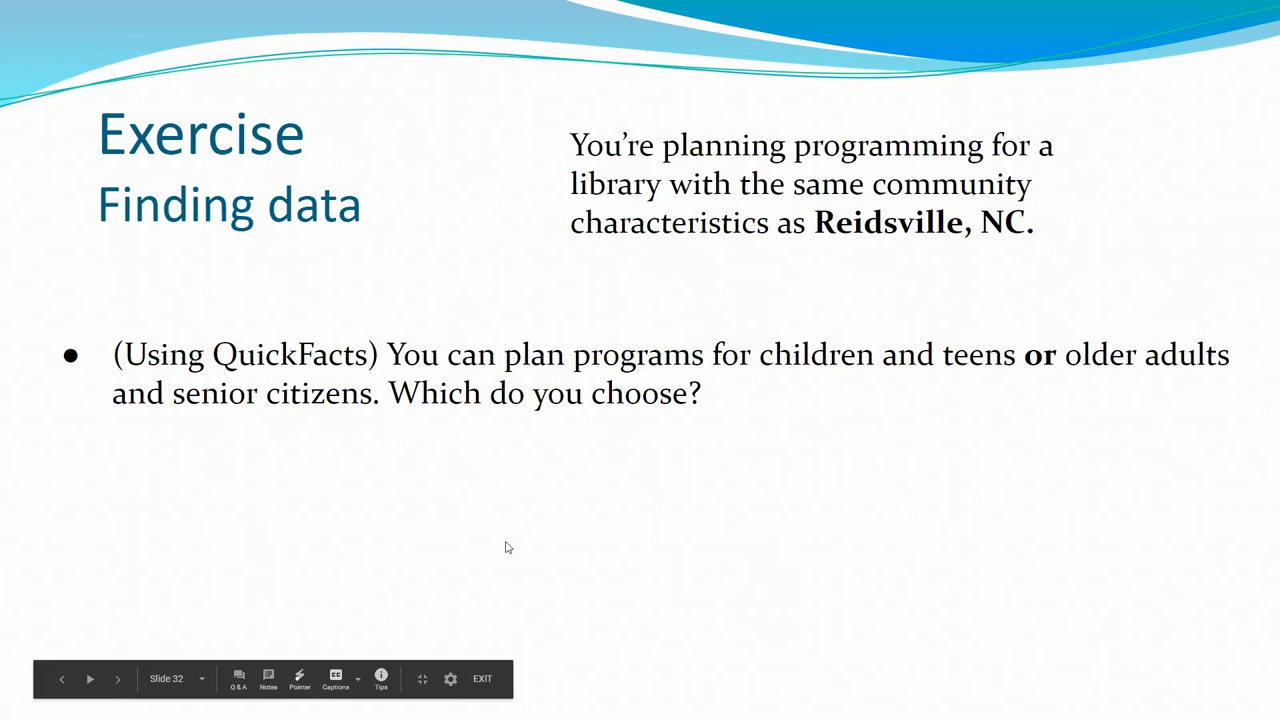 Exercise
Finding data
You’re planning programming for a
library with the same community
characteristics as Reidsville, NC.
● (Using QuickFacts) You can plan programs for children and teens or older adults
and senior citizens. Which do you choose?
Slide 32
Q & A
Notes
Pointer
CC
Captions
Tips
EXIT